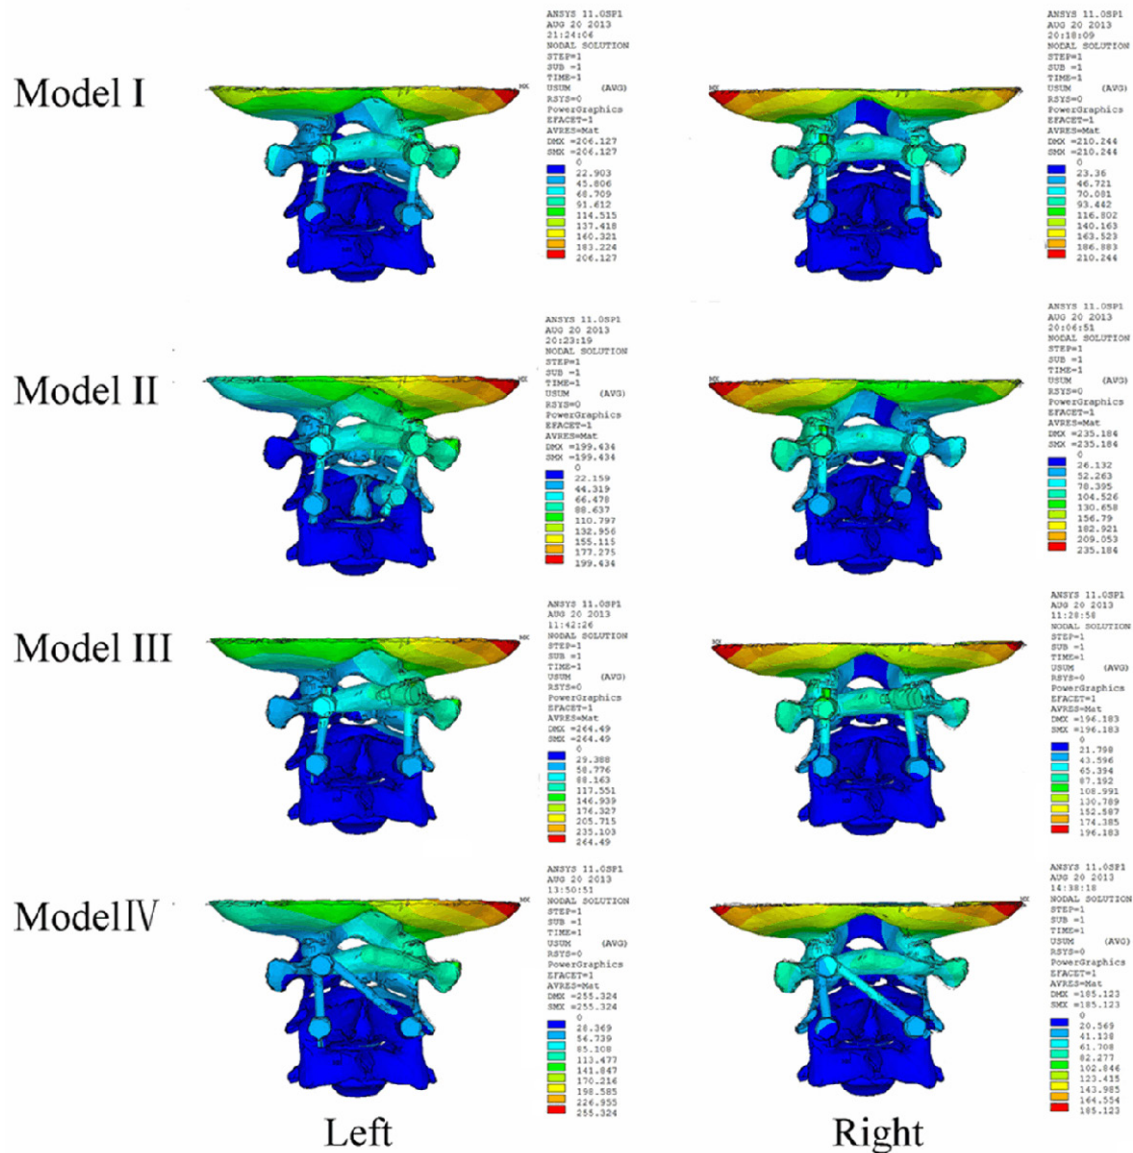 Model I
ANSYS 11.0SP1
AUG 20 2013
21:24:06
NODAL SOLUTION
STEP=1
SUB =1
TIME=1
USUM (AVG)
RSYS=0
PowerGraphics
EFACET=1
AVRES=Mat
DMX =206.127
SMX =206.127
0
22.903
45.806
68.709
91.612
114.515
137.418
160.321
183.224
206.127
MX
ANSYS 11.0SP1
AUG 20 2013
20:18:09
NODAL SOLUTION
STEP=1
SUB =1
TIME=1
USUM (AVG)
RSYS=0
PowerGraphics
EFACET=1
AVRES=Mat
DMX =210.244
SMX =210.244
0
23.36
46.721
70.081
93.442
116.802
140.163
163.523
186.883
210.244
MX
Model II
ANSYS 11.0SP1
AUG 20 2013
20:23:19
NODAL SOLUTION
STEP=1
SUB =1
TIME=1
USUM (AVG)
RSYS=0
PowerGraphics
EFACET=1
AVRES=Mat
DMX =199.434
SMX =199.434
0
22.159
44.319
66.478
88.637
110.797
132.956
155.115
177.275
199.434
MX
ANSYS 11.0SP1
AUG 20 2013
20:06:51
NODAL SOLUTION
STEP=1
SUB =1
TIME=1
USUM (AVG)
RSYS=0
PowerGraphics
EFACET=1
AVRES=Mat
DMX =235.184
SMX =235.184
0
26.132
52.263
78.395
104.526
130.658
156.79
182.921
209.053
235.184
MX
Model III
ANSYS 11.0SP1
AUG 20 2013
11:42:26
NODAL SOLUTION
STEP=1
SUB =1
TIME=1
USUM (AVG)
RSYS=0
PowerGraphics
EFACET=1
AVRES=Mat
DMX =264.49
SMX =264.49
0
29.388
58.776
88.163
117.551
146.939
176.327
205.715
235.103
264.49
MX
ANSYS 11.0SP1
AUG 20 2013
11:28:58
NODAL SOLUTION
STEP=1
SUB =1
TIME=1
USUM (AVG)
RSYS=0
PowerGraphics
EFACET=1
AVRES=Mat
DMX =196.183
SMX =196.183
0
21.798
43.596
65.394
87.192
108.991
130.789
152.587
174.385
196.183
MX
Model IV
ANSYS 11.0SP1
AUG 20 2013
13:50:51
NODAL SOLUTION
STEP=1
SUB =1
TIME=1
USUM (AVG)
RSYS=0
PowerGraphics
EFACET=1
AVRES=Mat
DMX =255.324
SMX =255.324
0
28.369
56.739
85.108
113.477
141.847
170.216
198.585
226.955
255.324
MX
ANSYS 11.0SP1
AUG 20 2013
14:38:18
NODAL SOLUTION
STEP=1
SUB =1
TIME=1
USUM (AVG)
RSYS=0
PowerGraphics
EFACET=1
AVRES=Mat
DMX =185.123
SMX =185.123
0
20.569
41.138
61.708
82.277
102.846
123.415
143.985
164.554
185.123
MX
Left
Right